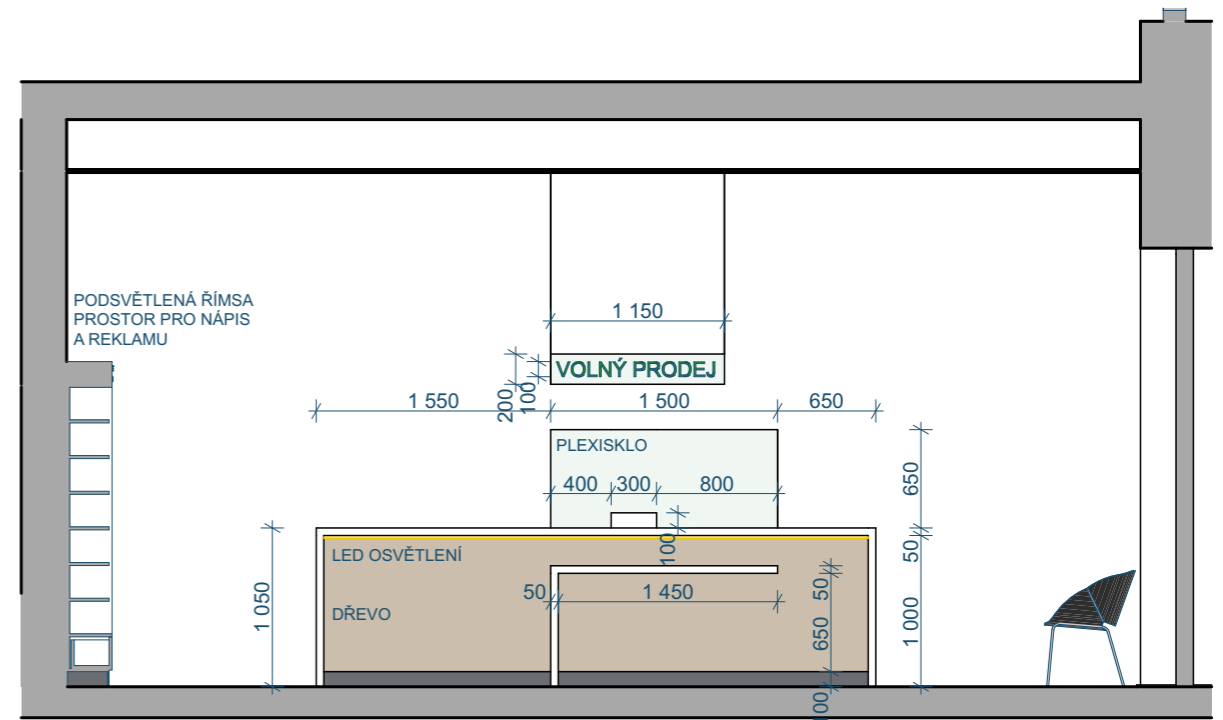 PODSVĚTLENÁ ŘÍMSA
PROSTOR PRO NÁPIS
A REKLAMU
1 150
VOLNÝ PRODEJ
200
100
1 550
1 500
650
PLEXISKLO
400
300
800
650
100
50
LED OSVĚTLENÍ
1 050
DŘEVO
50
1 450
50
650
1 000
100